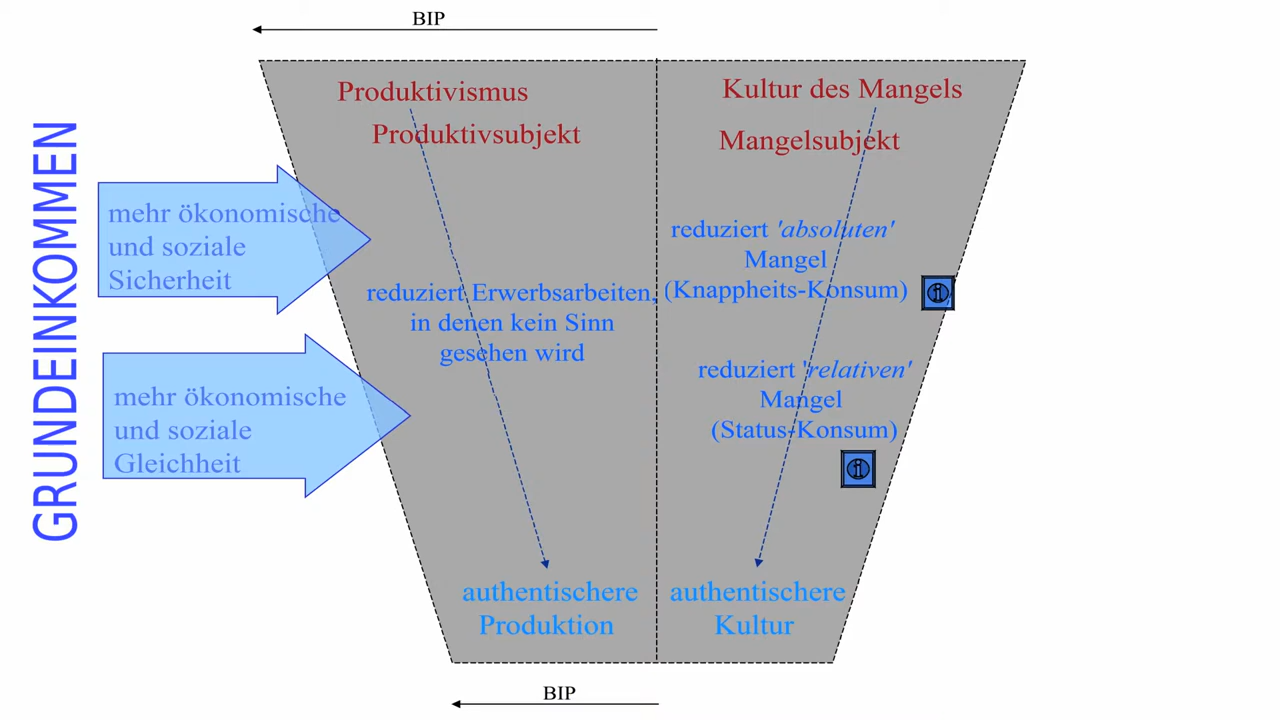 BIP
GRUNDEINKOMMEN
Produktivismus
Produktivsubjekt
Kultur des Mangels
Mangelsubjekt
mehr ökonomische
und soziale
Sicherheit
mehr ökonomische
und soziale
Gleichheit
reduziert Erwerbsarbeiten,
in denen kein Sinn
gesehen wird
reduziert 'absoluten'
Mangel
(Knappheits-Konsum)
i
reduziert 'relativen'
Mangel
(Status-Konsum)
i
authentischere
Produktion
authentischere
Kultur
BIP